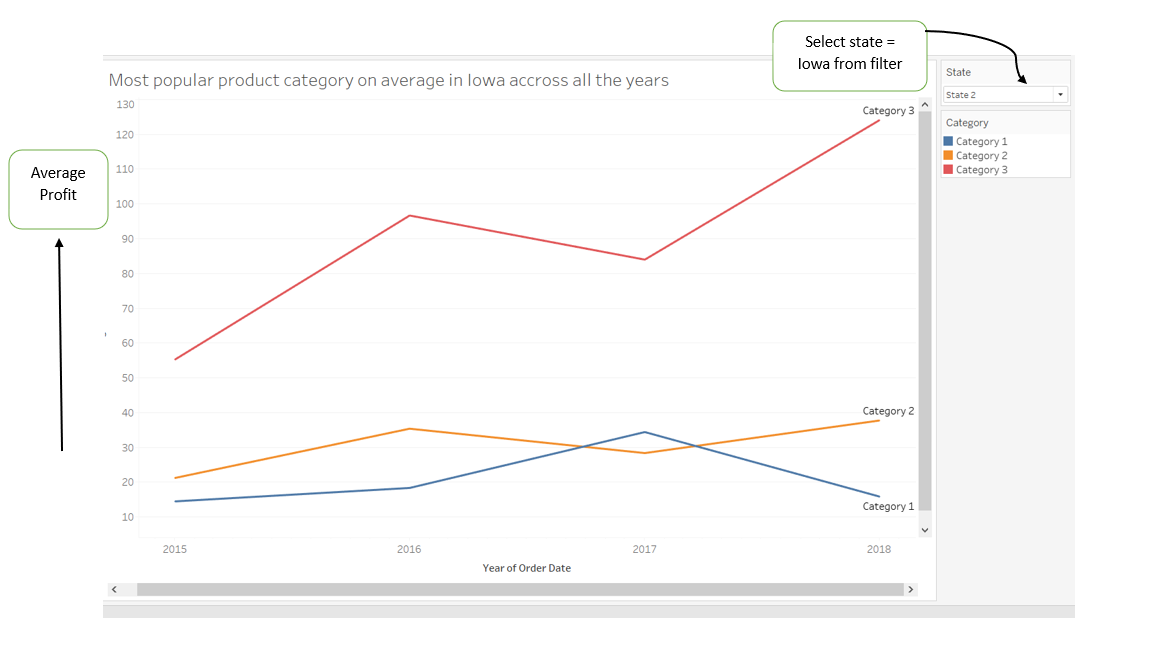 Select state =
Iowa from filter
Most popular product category on average in Iowa accross all the years
State
State 2
Category
Category 1
Category 2
Category 3
Average
Profit
130
120
110
100
90
80
70
60
50
40
30
20
10
Category 3
Category 2
Category 1
2015 2016 2017 2018
Year of Order Date